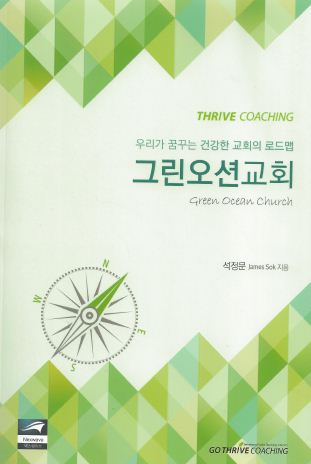 THRIVE COACHING
우리가 꿈꾸는 건강한 교회의 로드맵
그린오션교회
Green Ocean Church
석정문 James Sok 지음
N
W
E
S
Nexwave
GO THRIVE COACHING